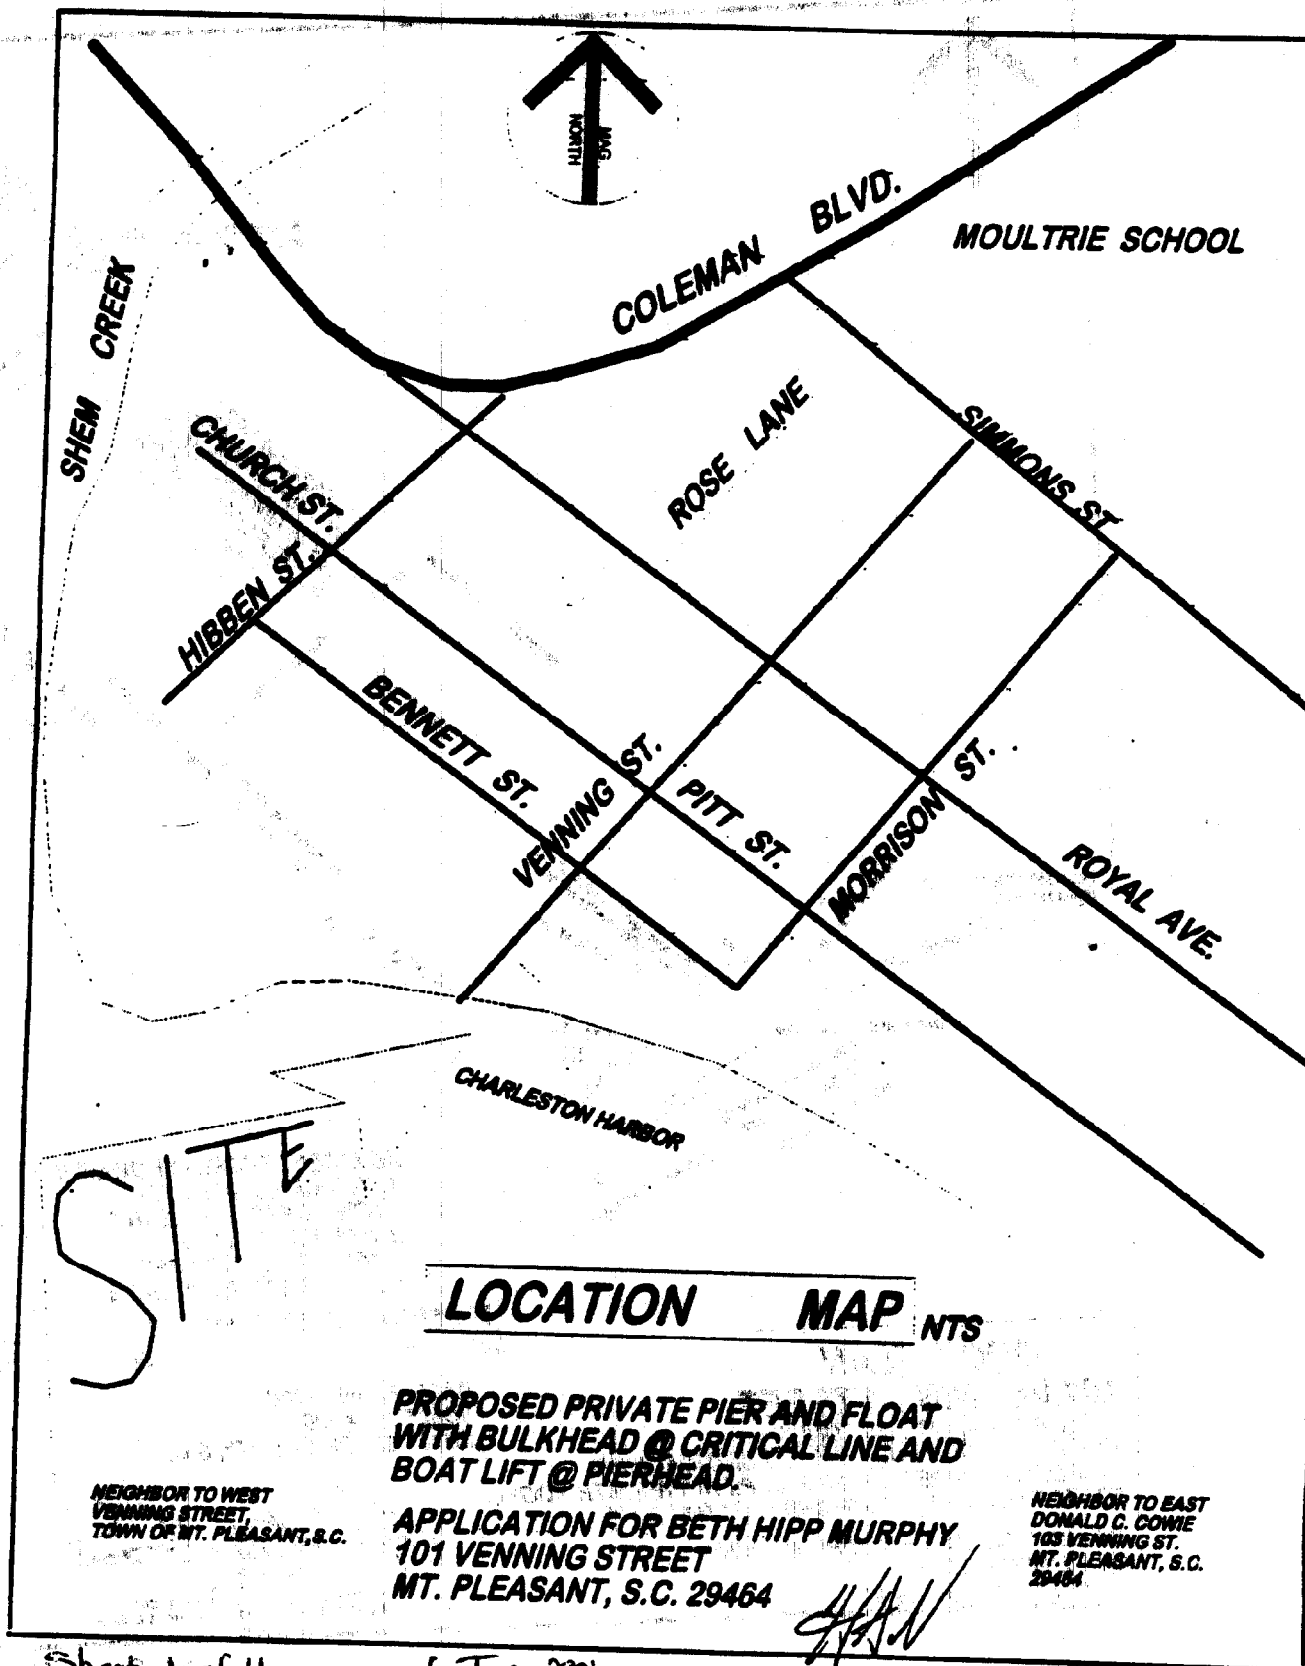 MAG
NORTH
COLEMAN BLVD.
MOULTRIE SCHOOL
SHEM CREEK
ROSE LANE
SIMMONS ST
CHURCH ST.
HIBBEN ST.
BENNETT ST.
VENNING ST.
PITT ST.
MORRISON ST.
ROYAL AVE.
CHARLESTON HARBOR
SITE
LOCATION MAP NTS
PROPOSED PRIVATE PIER AND FLOAT
WITH BULKHEAD @ CRITICAL LINE AND
BOAT LIFT @ PIERHEAD.
NEIGHBOR TO WEST
VENNING STREET,
TOWN OF MT. PLEASANT, S.C.
APPLICATION FOR BETH HIPP MURPHY
101 VENNING STREET
MT. PLEASANT, S.C. 29464
NEIGHBOR TO EAST
DONALD C. COWIE
103 VENNING ST.
MT. PLEASANT, S.C.
29464
Sheet 1 of 4